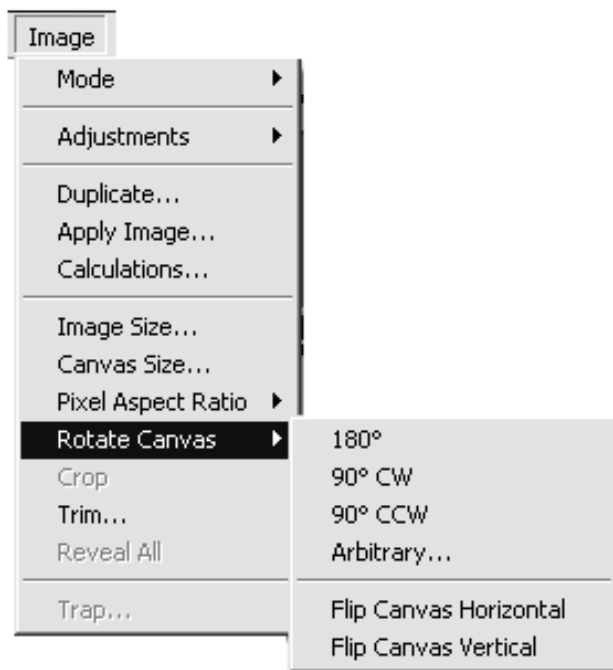 Image
Mode
Adjustments
Duplicate...
Apply Image...
Calculations...
Image Size...
Canvas Size...
Pixel Aspect Ratio
Rotate Canvas
Crop
Trim...
Reveal All
Trap...
180°
90° CW
90° CCW
Arbitrary...
Flip Canvas Horizontal
Flip Canvas Vertical